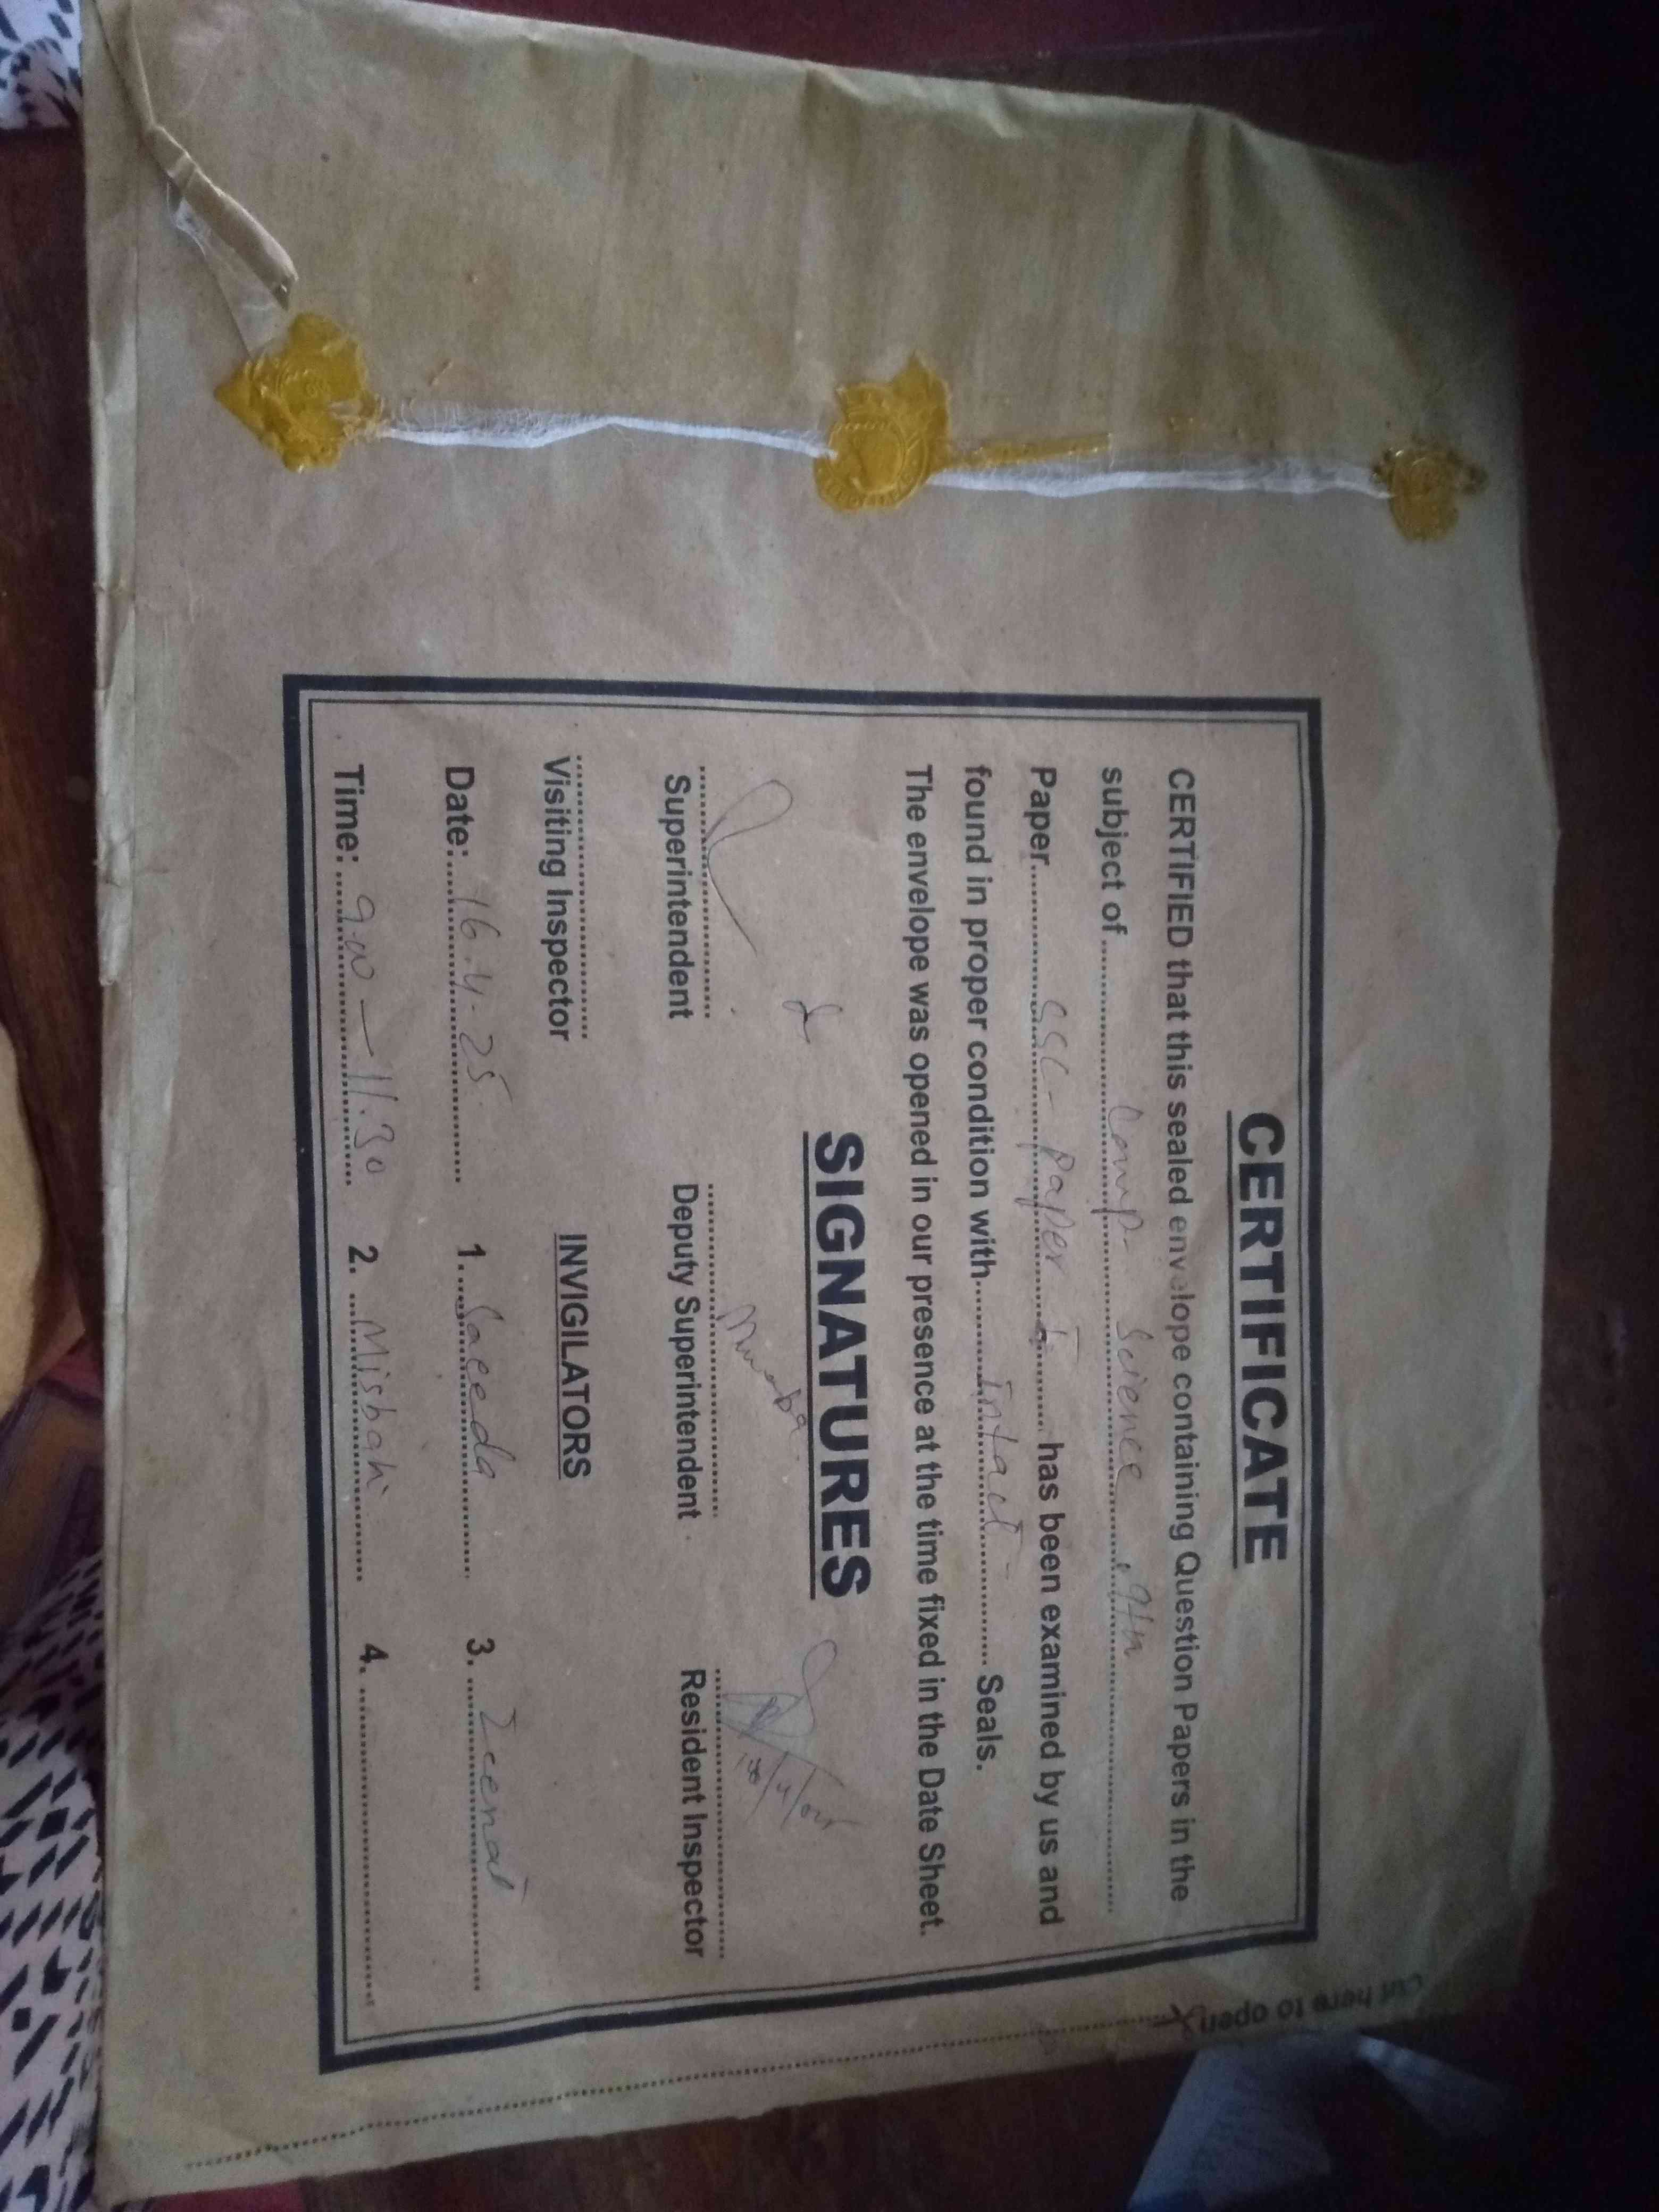 CERTIFICATE
CERTIFIED that this sealed envelope containing Question Papers in the
subject of.......... Comp- Science, 9th
Paper.......... SSC- Paper I .......... has been examined by us and
found in proper condition with.......... Intact .......... Seals.
The envelope was opened in our presence at the time fixed in the Date Sheet.
SIGNATURES
Superintendent Deputy Superintendent Resident Inspector
Visiting Inspector INVIGILATORS
Date: 16.4.25 1. Saeeda 3. Zeenat
Time: 9.00 - 11.30 2. Misbah 4.
Cut here to open